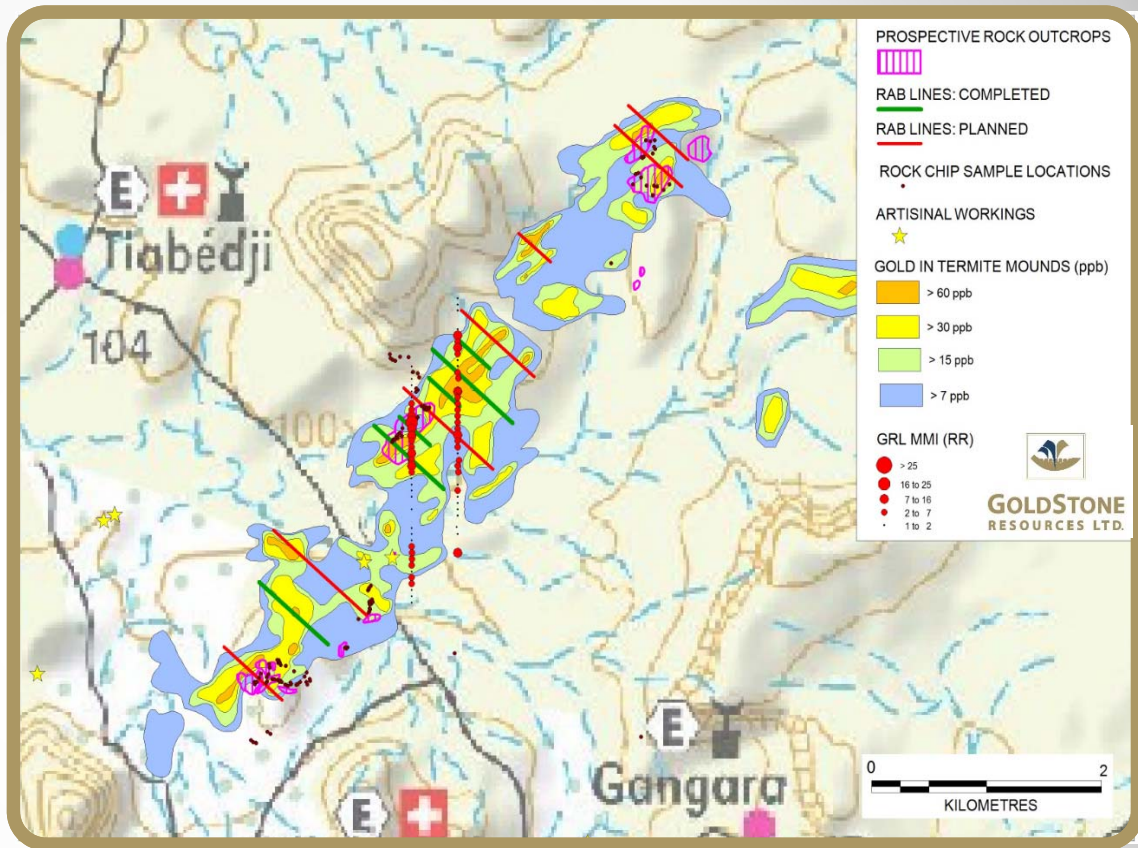 PROSPECTIVE ROCK OUTCROPS
RAB LINES: COMPLETED
RAB LINES: PLANNED
ROCK CHIP SAMPLE LOCATIONS
ARTISINAL WORKINGS
GOLD IN TERMITE MOUNDS (ppb)
> 60 ppb
> 30 ppb
> 15 ppb
> 7 ppb
GRL MMI (RR)
> 25
16 to 25
7 to 16
2 to 7
1 to 2
GOLDSTONE
RESOURCES LTD.
E
Tiabédji
104
100
E
Gangara
E
0 2
KILOMETRES